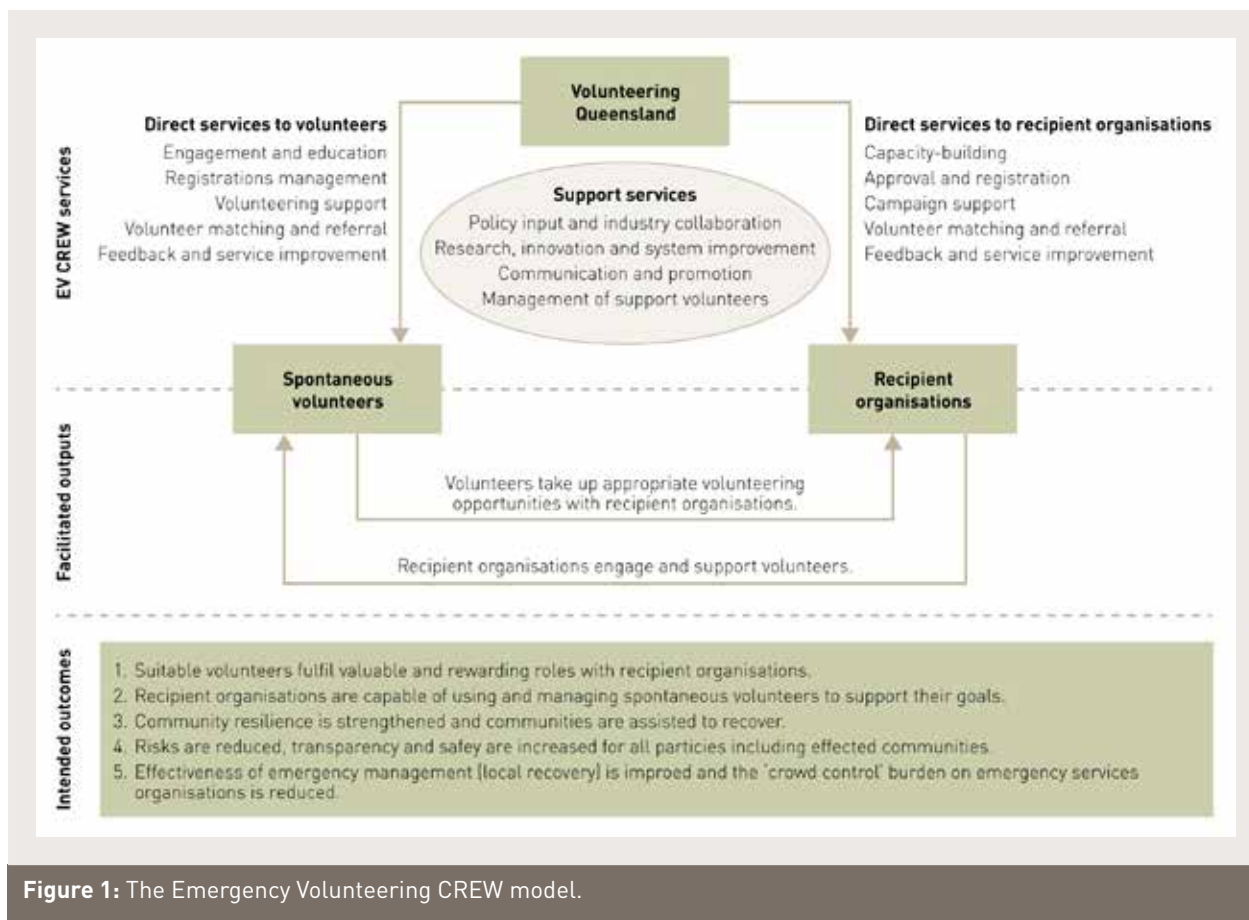 Volunteering
Queensland
Direct services to volunteers
Engagement and education
Registrations management
Volunteering support
Volunteer matching and referral
Feedback and service improvement
Support services
Policy input and industry collaboration
Research, innovation and system improvement
Communication and promotion
Management of support volunteers
Direct services to recipient organisations
Capacity-building
Approval and registration
Campaign support
Volunteer matching and referral
Feedback and service improvement
EV CREW services
Spontaneous
volunteers
Recipient
organisations
Facilitated outputs
Volunteers take up appropriate volunteering
opportunities with recipient organisations.
Recipient organisations engage and support volunteers.
Intended outcomes
1. Suitable volunteers fulfil valuable and rewarding roles with recipient organisations.
2. Recipient organisations are capable of using and managing spontaneous volunteers to support their goals.
3. Community resilience is strengthened and communities are assisted to recover.
4. Risks are reduced, transparency and safey are increased for all particies including effected communities.
5. Effectiveness of emergency management (local recovery) is improed and the 'crowd control' burden on emergency services
organisations is reduced.
Figure 1: The Emergency Volunteering CREW model.